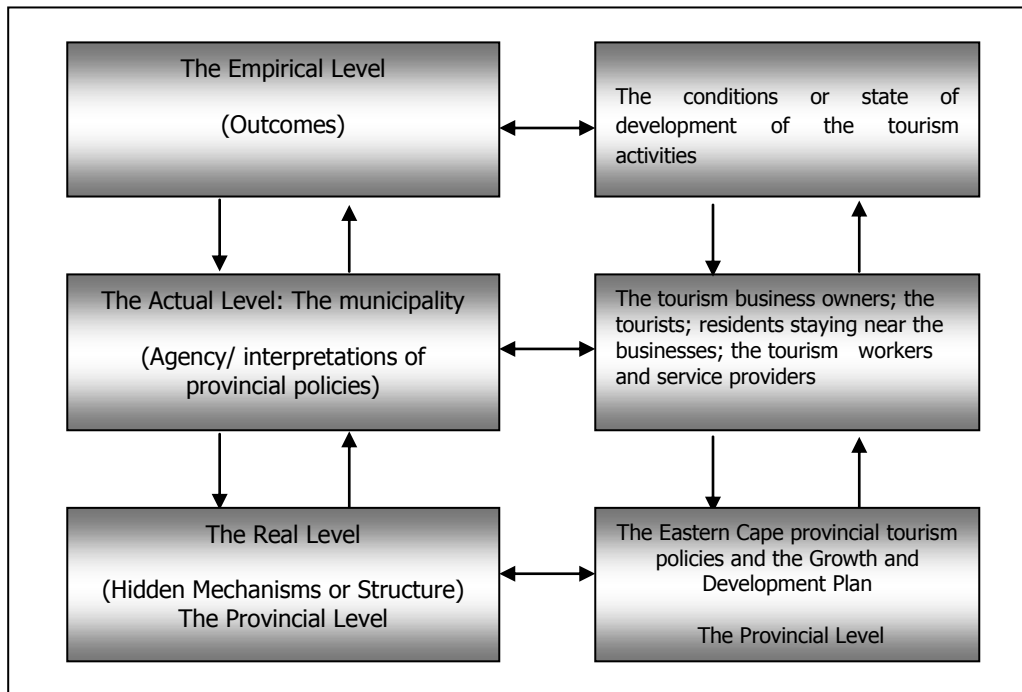 The Empirical Level
(Outcomes)
The conditions or state of
development of the tourism
activities
The Actual Level: The municipality
(Agency/ interpretations of
provincial policies)
The tourism business owners; the
tourists; residents staying near the
businesses; the tourism workers
and service providers
The Real Level
(Hidden Mechanisms or Structure)
The Provincial Level
The Eastern Cape provincial tourism
policies and the Growth and
Development Plan
The Provincial Level